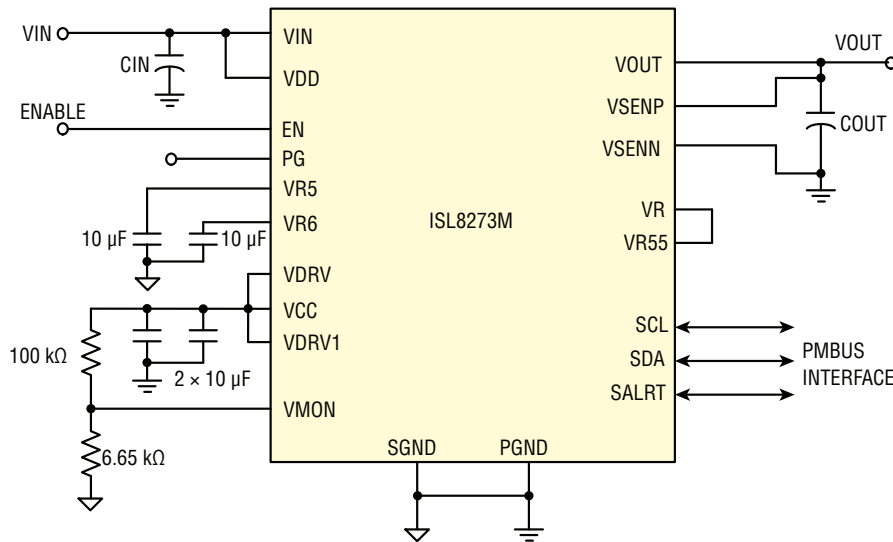 VIN
CIN
ENABLE
VIN
VDD
EN
PG
VR5
VR6
10 µF
10 µF
VDRV
VCC
VDRV1
100 kΩ
2 × 10 µF
VMON
6.65 kΩ
ISL8273M
SGND
PGND
VOUT
VSENP
VSENN
VR
VR55
SCL
SDA
SALRT
VOUT
COUT
PMBUS
INTERFACE